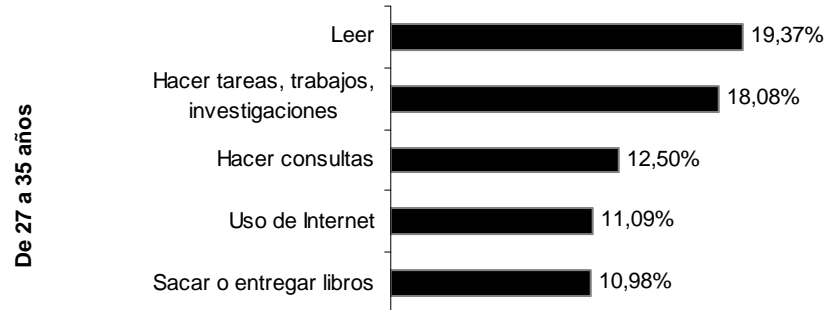 De 27 a 35 años
Leer 19,37%
Hacer tareas, trabajos,
investigaciones 18,08%
Hacer consultas 12,50%
Uso de Internet 11,09%
Sacar o entregar libros 10,98%